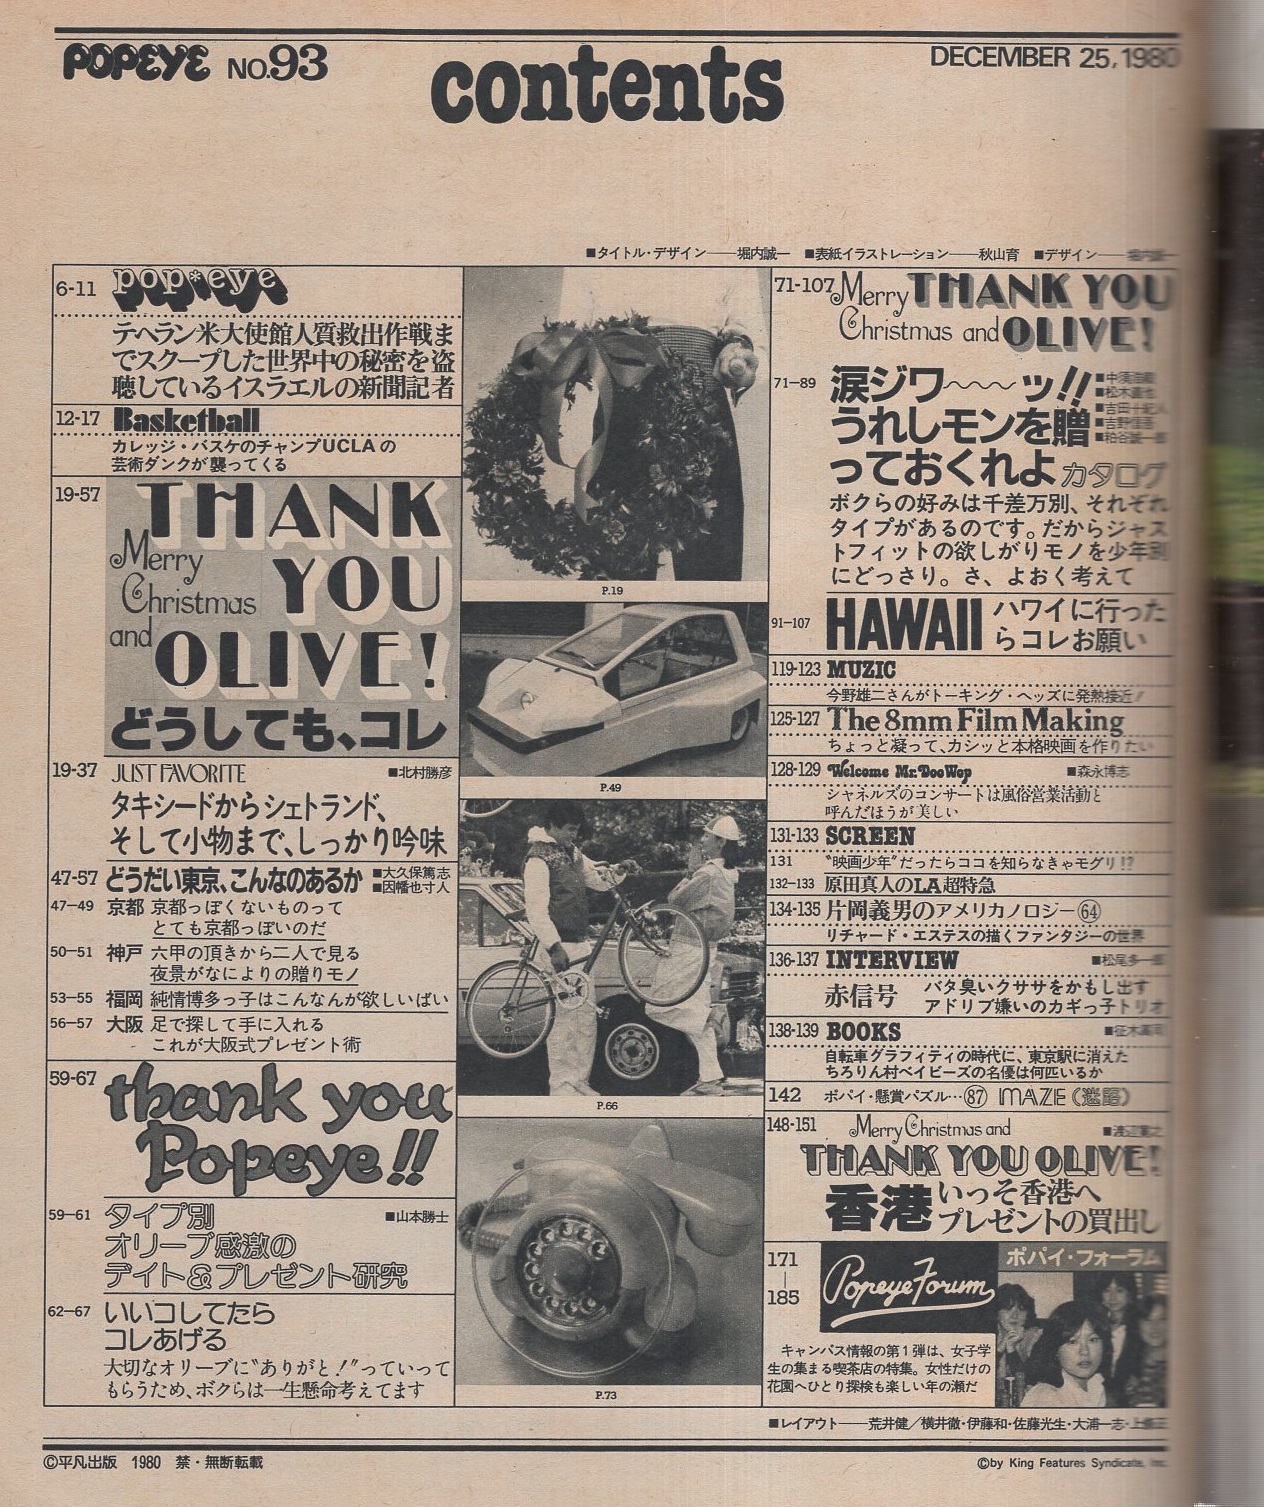 POPEYE NO.93
contents
DECEMBER 25, 1980
■タイトル・デザイン——堀内誠一 ■表紙イラストレーション——秋山育 ■デザイン——
6-11 pop*eye
テヘラン米大使館人質救出作戦ま
でスクープした世界中の秘密を盗
聴しているイスラエルの新聞記者
12-17 Basketball
カレッジ・バスケのチャンプUCLAの
芸術ダンクが襲ってくる
19-57 THANK
Merry
YOU
Christmas
and
OLIVE!
どうしても、コレ
19-37 JUST FAVORITE ■北村勝彦
タキシードからシェトランド、
そして小物まで、しっかり吟味
47-57 どうだい東京、こんなのあるか ■大久保篤志
■因幡也寸人
47—49 京都 京都っぽくないものって
とても京都っぽいのだ
50—51 神戸 六甲の頂きから二人で見る
夜景がなによりの贈りモノ
53—55 福岡 純情博多っ子はこんなんが欲しいばい
56—57 大阪 足で探して手に入れる
これが大阪式プレゼント術
59-67 thank you
Popeye!!
59—61 タイプ別 ■山本勝士
オリーブ感激の
デイト&プレゼント研究
62—67 いいコしてたら
コレあげる
大切なオリーブに“ありがと！”っていって
もらうため、ボクらは一生懸命考えてます
P.19
P.49
P.66
P.73
71-107 Merry THANK YOU
Christmas and OLIVE!
71—89 涙ジワ〜〜〜ッ!!
うれしモンを贈
っておくれよ カタログ
ボクらの好みは千差万別、それぞれ
タイプがあるのです。だからジャス
トフィットの欲しがりモノを少年別
にどっさり。さ、よおく考えて
91—107 HAWAII ハワイに行った
らコレお願い
119-123 MUZIC
今野雄二さんがトーキング・ヘッズに発熱接近！
125-127 The 8mm Film Making
ちょっと凝って、カシッと本格映画を作りたい
128-129 Welcome Mr. Doo Wop ■森永博志
シャネルズのコンサートは風俗営業活動と
呼んだほうが美しい
131-133 SCREEN
131 “映画少年”だったらココを知らなきゃモグリ!?
132—133 原田真人のLA超特急
134-135 片岡義男のアメリカノロジー㉔
リチャード・エステスの描くファンタジーの世界
136-137 INTERVIEW
赤信号 バタ臭いクササをかもし出す
アドリブ嫌いのカギっ子トリオ
138-139 BOOKS
自転車グラフィティの時代に、東京駅に消えた
ちろりん村ベイビーズの名優は何匹いるか
142 ポパイ・懸賞パズル…87 MAZE(迷路)
148-151 Merry Christmas and
THANK YOU OLIVE!
香港 いっそ香港へ
プレゼントの買出し
171
|
185
Popeye Forum
ポパイ・フォーラム
キャンパス情報の第1弾は、女子学
生の集まる喫茶店の特集。女性だけの
花園へひとり探検も楽しい年の瀬だ
■レイアウト——荒井健／横井徹・伊藤和・佐藤光生・大浦一志・
©平凡出版 1980 禁・無断転載
©by King Features Syndicate, Inc.